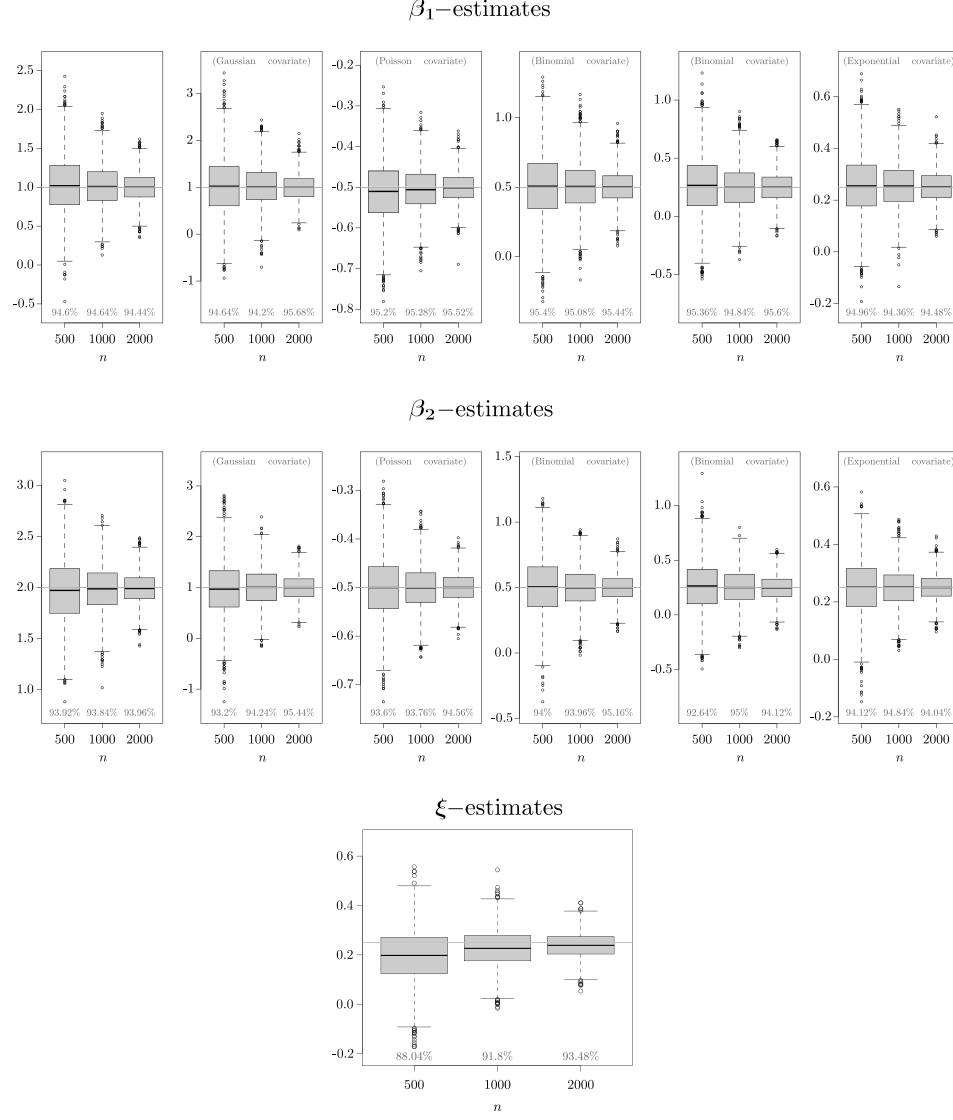 β₁−estimates
(Gaussian covariate) (Poisson covariate) (Binomial covariate) (Binomial covariate) (Exponential covariate)
2.5 2.0 1.5 1.0 0.5 0.0 -0.5
3 2 1 0 -1
-0.2 -0.3 -0.4 -0.5 -0.6 -0.7 -0.8
1.0 0.5 0.0
1.0 0.5 0.0 -0.5
0.6 0.4 0.2 0.0 -0.2
94.6% 94.64% 94.44% 94.64% 94.2% 95.68% 95.2% 95.28% 95.52% 95.4% 95.08% 95.44% 95.36% 94.84% 95.6% 94.96% 94.36% 94.48%
500 1000 2000 500 1000 2000 500 1000 2000 500 1000 2000 500 1000 2000 500 1000 2000
n n n n n n
β₂−estimates
(Gaussian covariate) (Poisson covariate) (Binomial covariate) (Binomial covariate) (Exponential covariate)
3.0 2.5 2.0 1.5 1.0
3 2 1 0 -1
-0.3 -0.4 -0.5 -0.6 -0.7
1.5 1.0 0.5 0.0 -0.5
1.0 0.5 0.0 -0.5
0.6 0.4 0.2 0.0 -0.2
93.92% 93.84% 93.96% 93.2% 94.24% 95.44% 93.6% 93.76% 94.56% 94% 93.96% 95.16% 92.64% 95% 94.12% 94.12% 94.84% 94.04%
500 1000 2000 500 1000 2000 500 1000 2000 500 1000 2000 500 1000 2000 500 1000 2000
n n n n n n
ξ−estimates
0.6
0.4
0.2
0.0
-0.2
88.04% 91.8% 93.48%
500 1000 2000
n